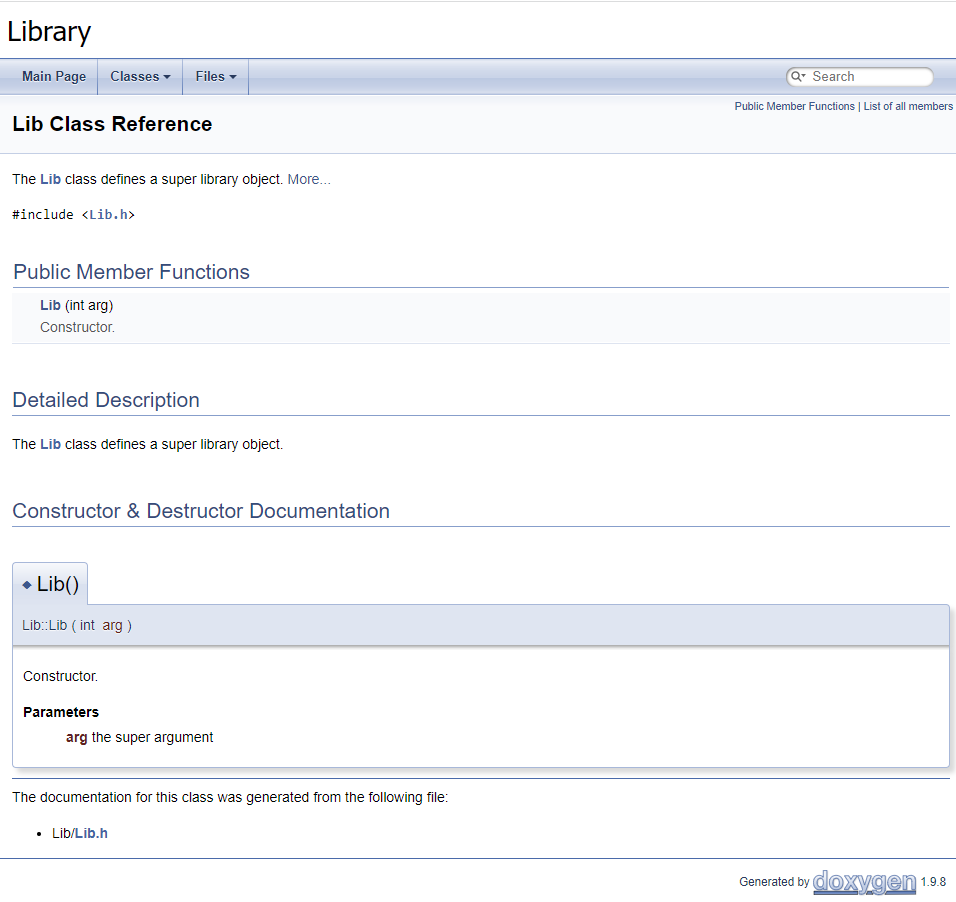 Library
Main Page Classes Files Search
Public Member Functions | List of all members
Lib Class Reference
The Lib class defines a super library object. More...
#include <Lib.h>
Public Member Functions
Lib (int arg)
Constructor.
Detailed Description
The Lib class defines a super library object.
Constructor & Destructor Documentation
◆ Lib()
Lib::Lib ( int arg )
Constructor.
Parameters
arg the super argument
The documentation for this class was generated from the following file:
• Lib/Lib.h
Generated by doxygen 1.9.8